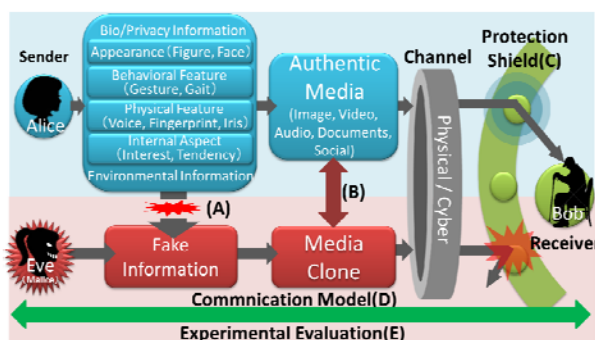 Sender
Alice
Bio/Privacy Information
Appearance(Figure, Face)
Behavioral Feature
(Gesture, Gait)
Physical Feature
(Voice, Fingerprint, Iris)
Internal Aspect
(Interest, Tendency)
Environmental Information
Authentic
Media
(Image, Video,
Audio, Documents,
Social)
Channel
Physical / Cyber
Protection
Shield(C)
Bob
Receiver
(A)
(B)
Eve
(Malice)
Fake
Information
Media
Clone
Commnication Model(D)
Experimental Evaluation(E)